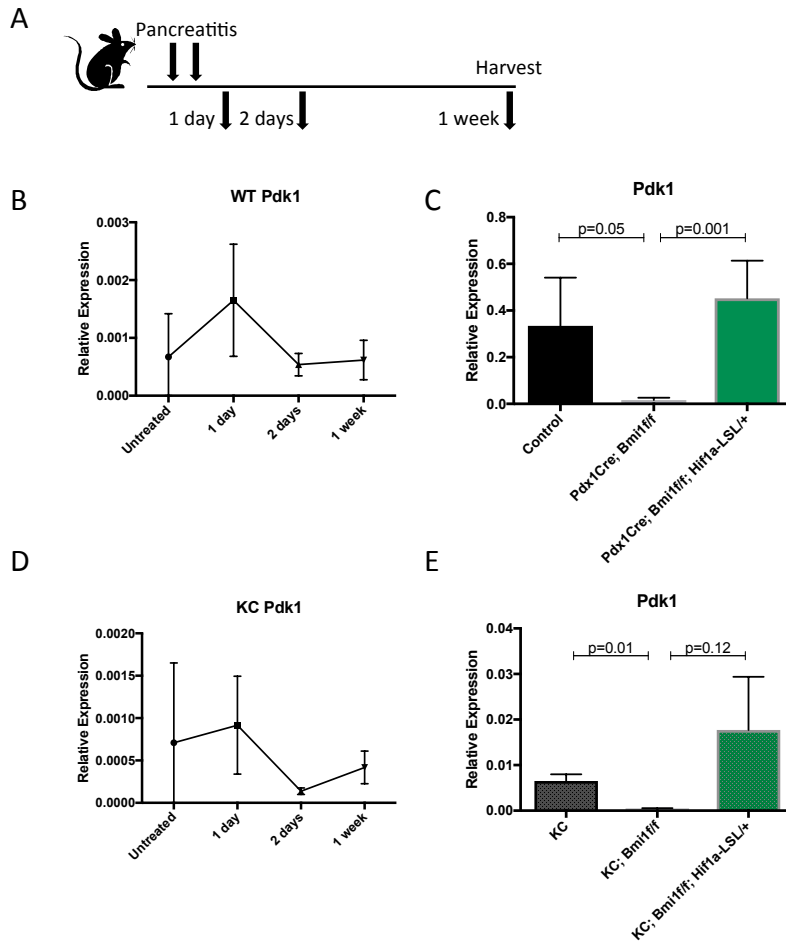 A
Pancreatitis
Harvest
1 day
2 days
1 week
B
WT Pdk1
Relative Expression
0.003
0.002
0.001
0.000
Untreated
1 day
2 days
1 week
C
Pdk1
Relative Expression
0.8
0.6
0.4
0.2
0.0
p=0.05
p=0.001
Control
Pdx1Cre; Bmi1f/f
Pdx1Cre; Bmi1f/f; Hif1a-LSL/+
D
KC Pdk1
Relative Expression
0.0020
0.0015
0.0010
0.0005
0.0000
Untreated
1 day
2 days
1 week
E
Pdk1
Relative Expression
0.04
0.03
0.02
0.01
0.00
p=0.01
p=0.12
KC
KC; Bmi1f/f
KC; Bmi1f/f; Hif1a-LSL/+